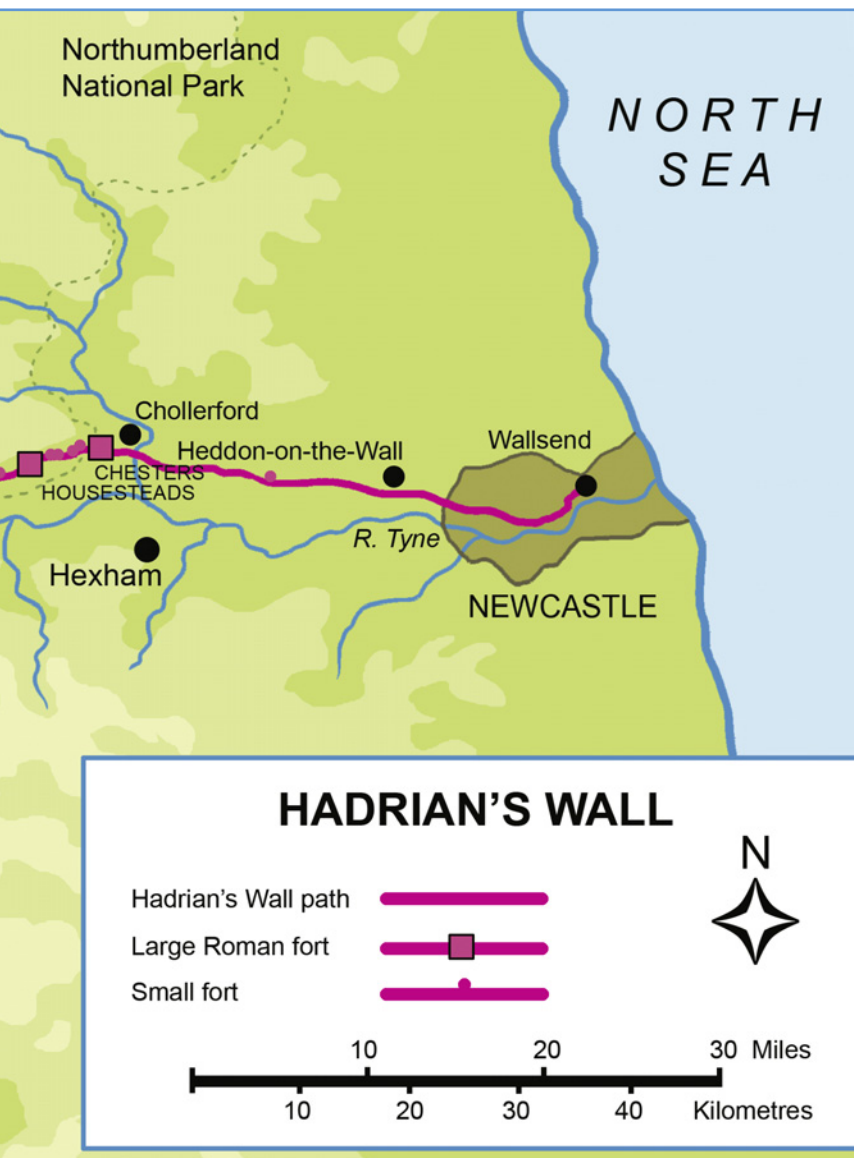 Northumberland
National Park
NORTH
SEA
Chollerford
Heddon-on-the-Wall
Wallsend
CHESTERS
HOUSESTEADS
R. Tyne
Hexham
NEWCASTLE
HADRIAN'S WALL
N
Hadrian's Wall path
Large Roman fort
Small fort
10 20 30 Miles
10 20 30 40 Kilometres